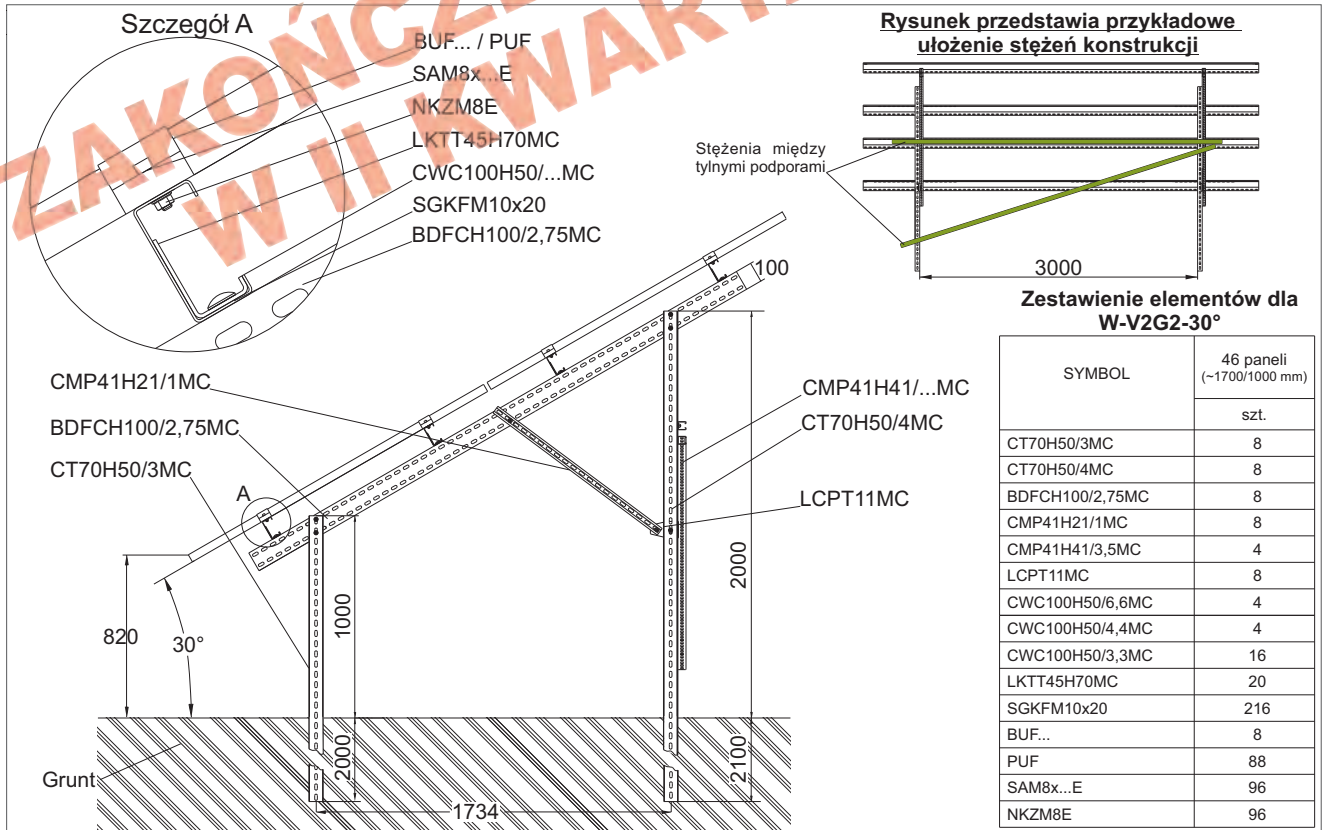 Szczegół A
ZAKOŃCZE
W II KWART
BUF... / PUF
SAM8x...E
NKZM8E
LKTT45H70MC
CWC100H50/...MC
SGKFM10x20
BDFCH100/2,75MC
Rysunek przedstawia przykładowe
ułożenie stężeń konstrukcji
Stężenia między
tylnymi podporami
3000
100
CMP41H21/1MC
BDFCH100/2,75MC
CT70H50/3MC
A
CMP41H41/...MC
CT70H50/4MC
LCPT11MC
820
30°
1000
2000
2000
2100
1734
Grunt
Zestawienie elementów dla
W-V2G2-30°
SYMBOL
46 paneli
(~1700/1000 mm)
szt.
CT70H50/3MC 8
CT70H50/4MC 8
BDFCH100/2,75MC 8
CMP41H21/1MC 8
CMP41H41/3,5MC 4
LCPT11MC 8
CWC100H50/6,6MC 4
CWC100H50/4,4MC 4
CWC100H50/3,3MC 16
LKTT45H70MC 20
SGKFM10x20 216
BUF... 8
PUF 88
SAM8x...E 96
NKZM8E 96